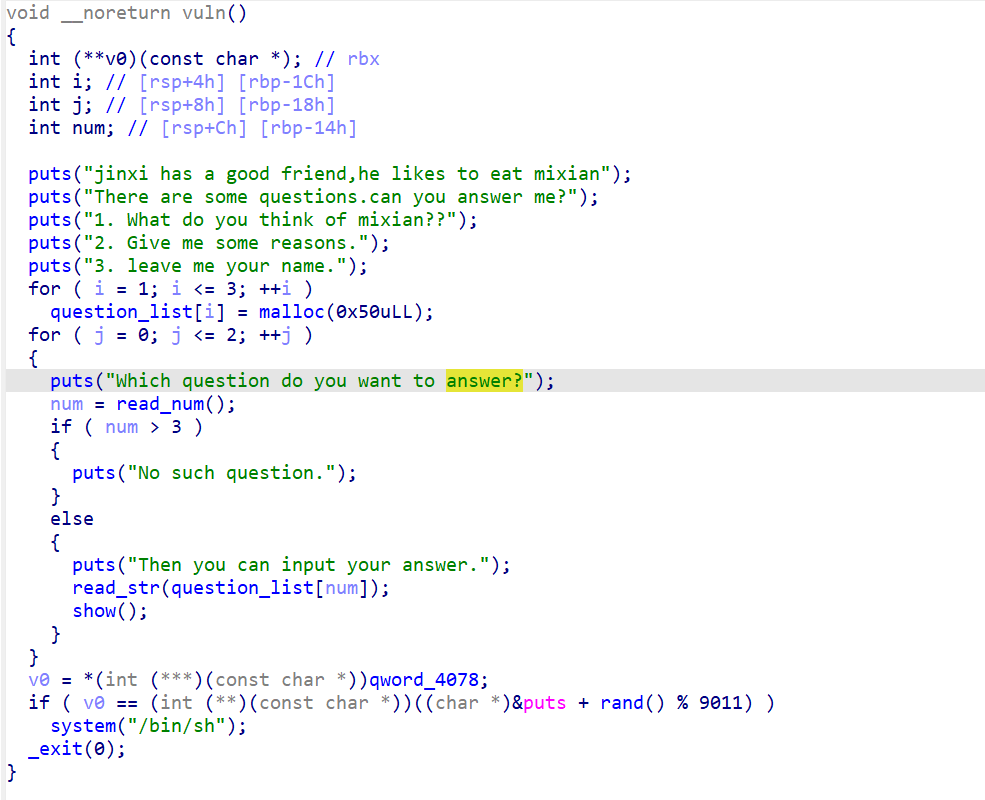 void __noreturn vuln()
{
  int (**v0)(const char *); // rbx
  int i; // [rsp+4h] [rbp-1Ch]
  int j; // [rsp+8h] [rbp-18h]
  int num; // [rsp+Ch] [rbp-14h]

  puts("jinxi has a good friend,he likes to eat mixian");
  puts("There are some questions.can you answer me?");
  puts("1. What do you think of mixian??");
  puts("2. Give me some reasons.");
  puts("3. leave me your name.");
  for ( i = 1; i <= 3; ++i )
    question_list[i] = malloc(0x50uLL);
  for ( j = 0; j <= 2; ++j )
  {
    puts("Which question do you want to answer?");
    num = read_num();
    if ( num > 3 )
    {
      puts("No such question.");
    }
    else
    {
      puts("Then you can input your answer.");
      read_str(question_list[num]);
      show();
    }
  }
  v0 = *(int (***)(const char *))qword_4078;
  if ( v0 == (int (**)(const char *))((char *)&puts + rand() % 9011) )
    system("/bin/sh");
  _exit(0);
}